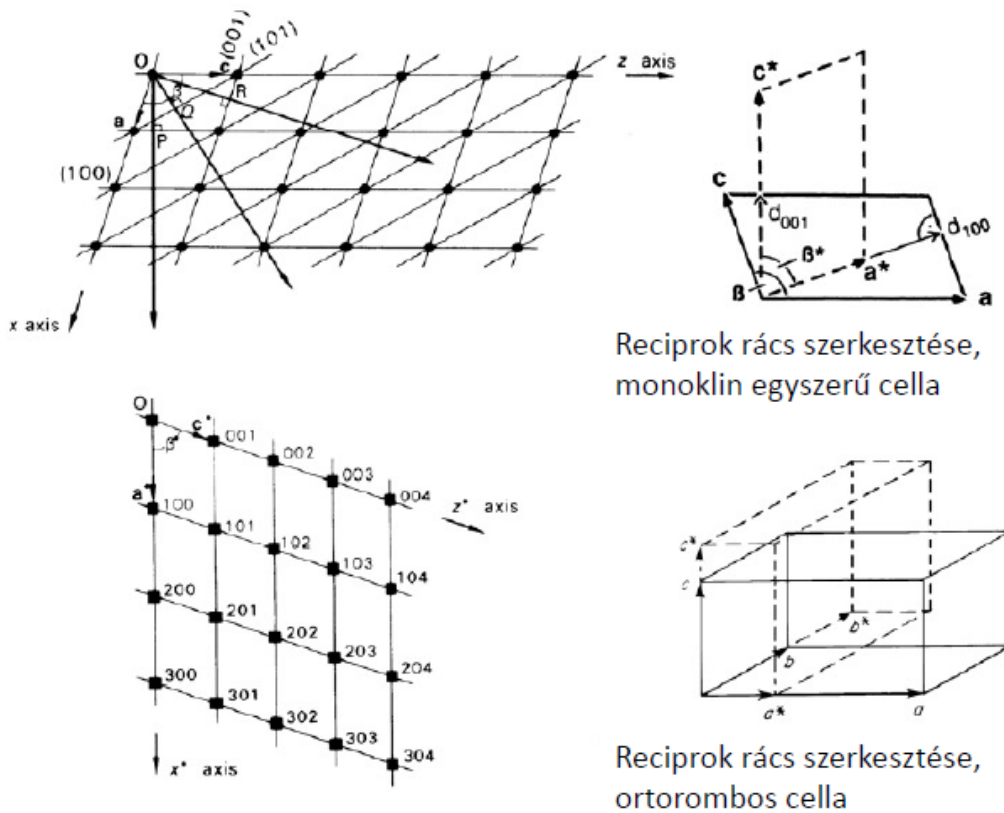 O
c
(001)
(101)
z axis
β
R
Q
a
P
(100)
x axis
c*
c
d001
β*
β
a*
d100
a
Reciprok rács szerkesztése,
monoklin egyszerű cella
O
β*
c*
001
002
003
004
z* axis
a*
100
101
102
103
104
200
201
202
203
204
300
301
302
303
304
x* axis
c*
c
b*
b
a*
a
Reciprok rács szerkesztése,
ortorombos cella